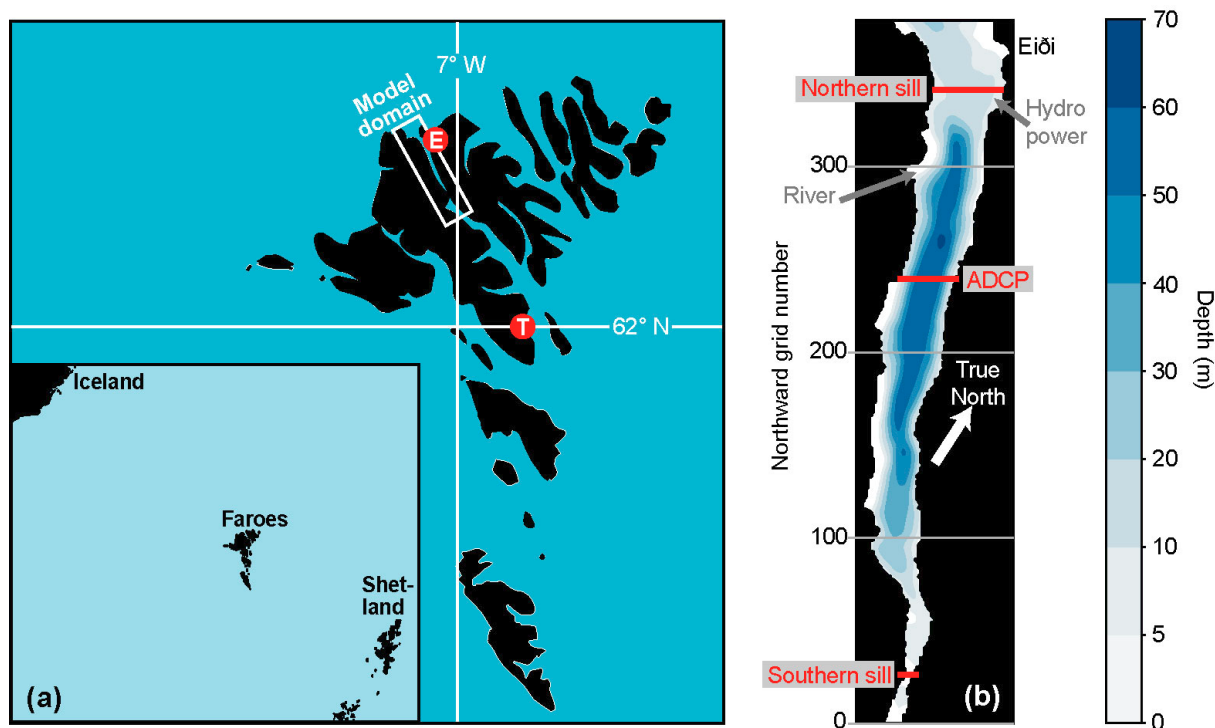 7° W
Model
domain
E
T
62° N
Iceland
Faroes
Shet-
land
(a)
Eiði
Northern sill
Hydro
power
300
River
ADCP
Northward grid number
200
True
North
100
Southern sill
(b)
0
70
60
50
40
30
20
10
5
0
Depth (m)